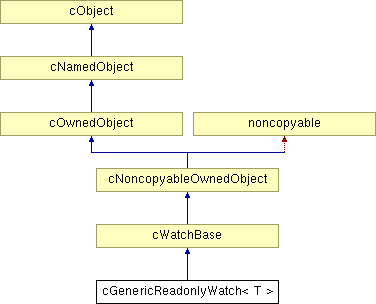 cObject
cNamedObject
cOwnedObject
noncopyable
cNoncopyableOwnedObject
cWatchBase
cGenericReadonlyWatch< T >